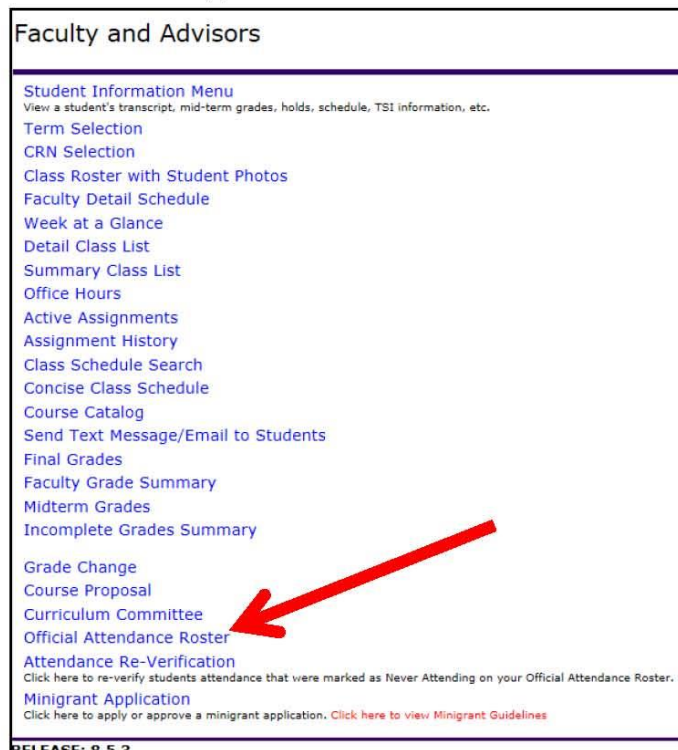 Faculty and Advisors
Student Information Menu
View a student's transcript, mid-term grades, holds, schedule, TSI information, etc.
Term Selection
CRN Selection
Class Roster with Student Photos
Faculty Detail Schedule
Week at a Glance
Detail Class List
Summary Class List
Office Hours
Active Assignments
Assignment History
Class Schedule Search
Concise Class Schedule
Course Catalog
Send Text Message/Email to Students
Final Grades
Faculty Grade Summary
Midterm Grades
Incomplete Grades Summary
Grade Change
Course Proposal
Curriculum Committee
Official Attendance Roster
Attendance Re-Verification
Click here to re-verify students attendance that were marked as Never Attending on your Official Attendance Roster.
Minigrant Application
Click here to apply or approve a minigrant application. Click here to view Minigrant Guidelines
RELEASE: 8.5.3